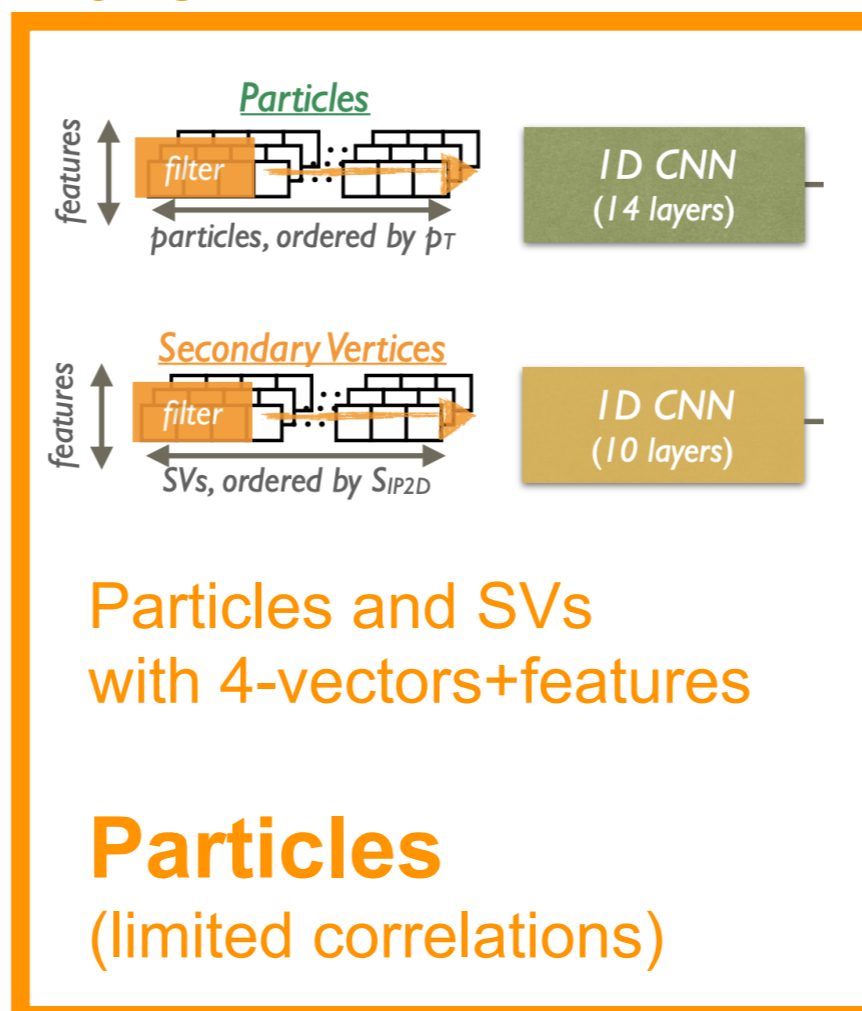 Particles
features
filter
particles, ordered by pT
1D CNN
(14 layers)
Secondary Vertices
features
filter
SVs, ordered by SIP2D
1D CNN
(10 layers)
Particles and SVs
with 4-vectors+features
Particles
(limited correlations)